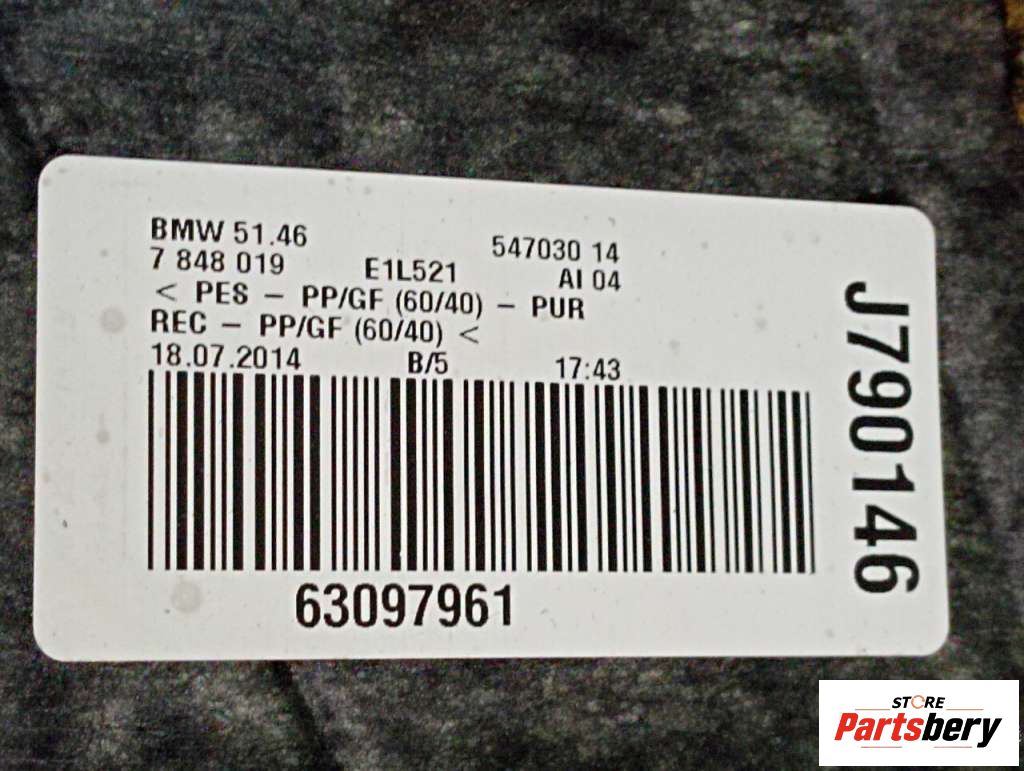 BMW 51.46 547030 14
7 848 019 E1L521 AI 04
< PES - PP/GF (60/40) - PUR
REC - PP/GF (60/40) <
18.07.2014 B/5 17:43
63097961
J790146
STORE
Partsbery